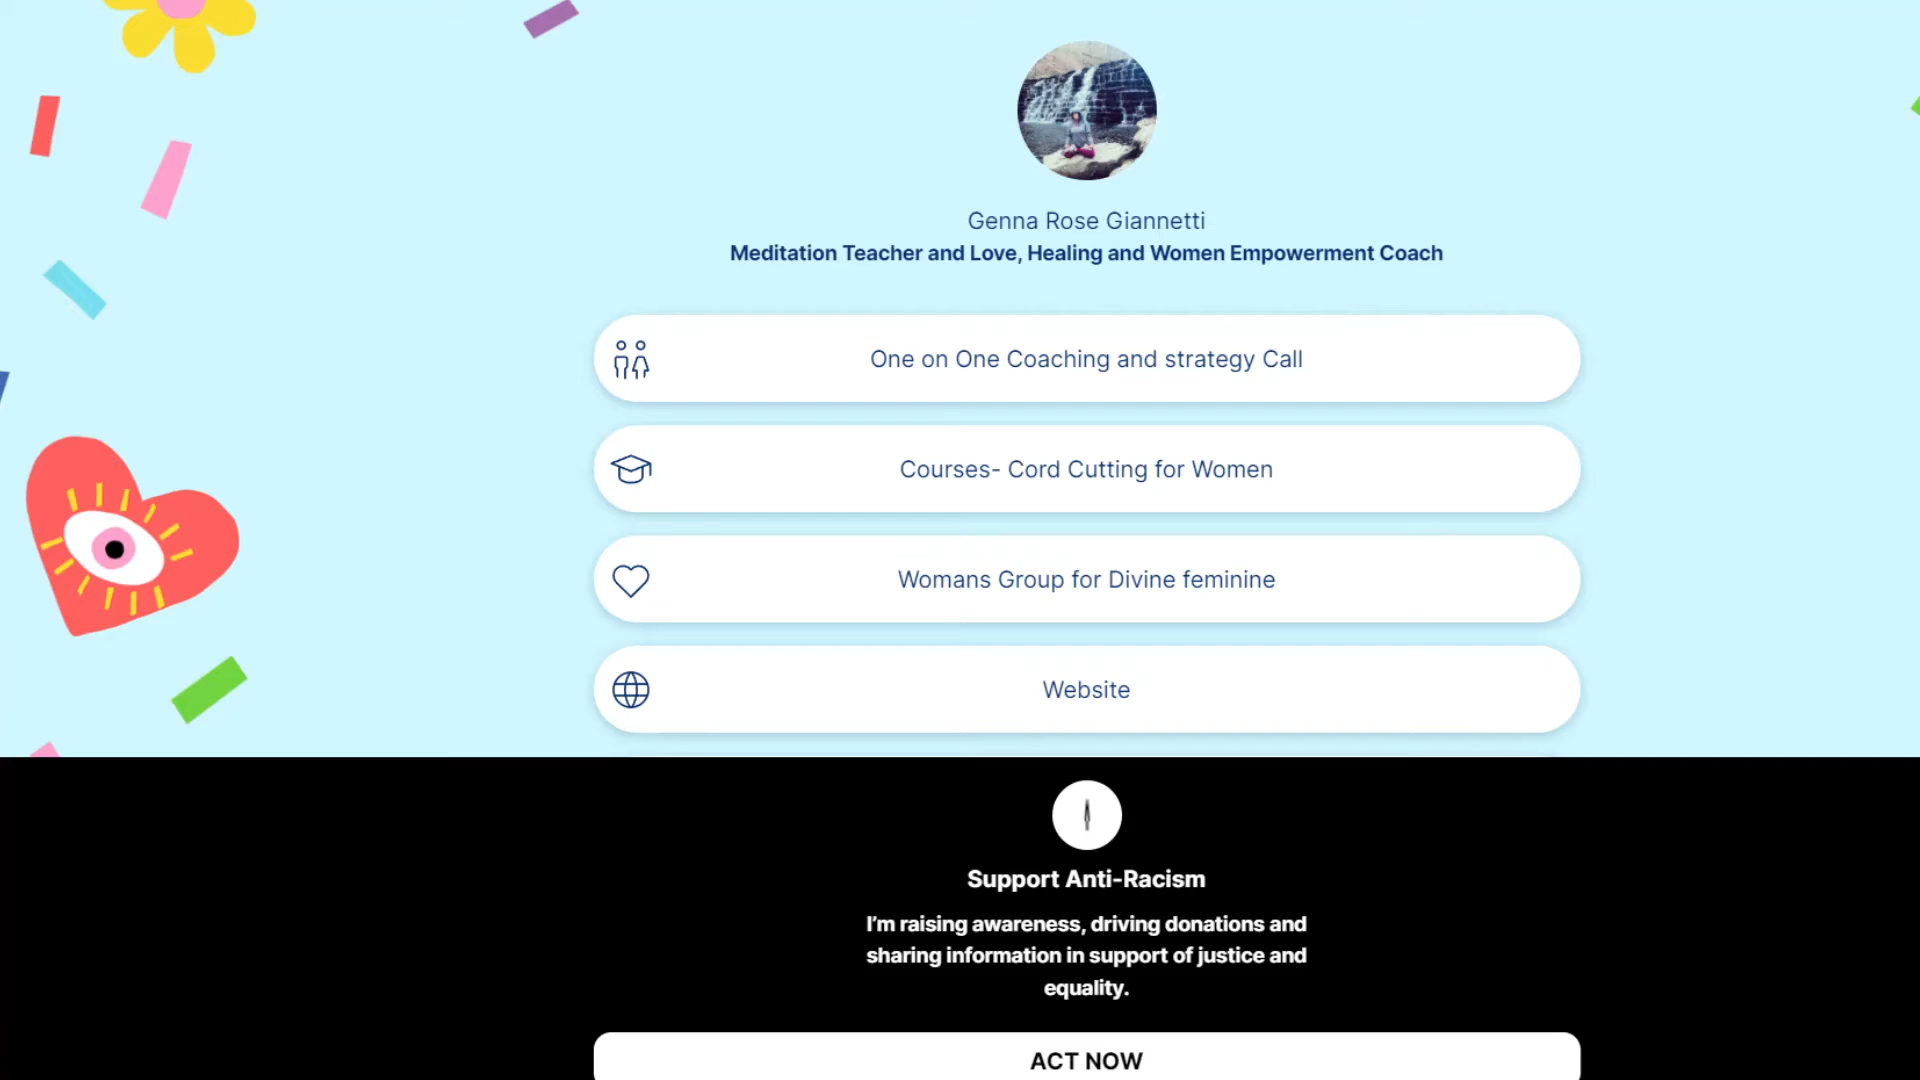 Genna Rose Giannetti
Meditation Teacher and Love, Healing and Women Empowerment Coach
One on One Coaching and strategy Call
Courses- Cord Cutting for Women
Womans Group for Divine feminine
Website
Support Anti-Racism
I'm raising awareness, driving donations and
sharing information in support of justice and
equality.
ACT NOW